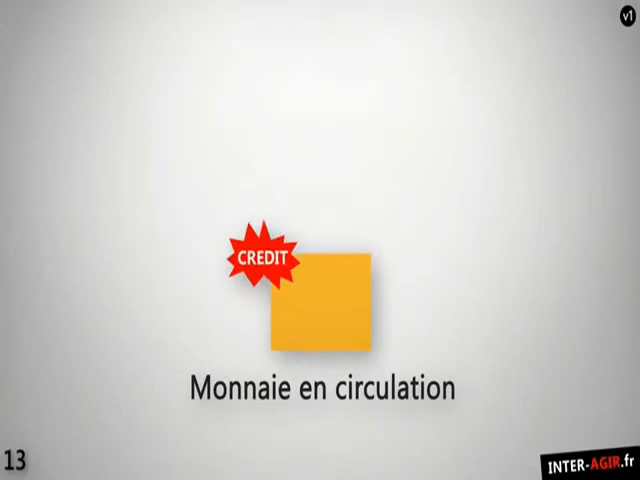 v1
CREDIT
Monnaie en circulation
13
INTER-AGIR.fr